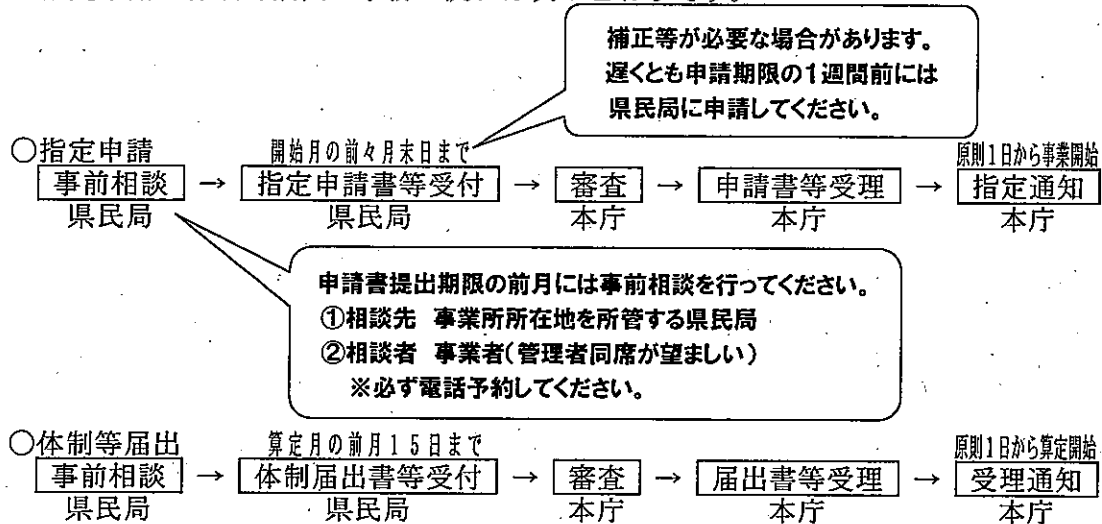 補正等が必要な場合があります。
遅くとも申請期限の1週間前には
県民局に申請してください。
○指定申請 開始月の前々月末日まで 原則1日から事業開始
事前相談 → 指定申請書等受付 → 審査 → 申請書等受理 → 指定通知
県民局 県民局 本庁 本庁 本庁
申請書提出期限の前月には事前相談を行ってください。
①相談先 事業所所在地を所管する県民局
②相談者 事業者(管理者同席が望ましい)
※必ず電話予約してください。
○体制等届出 算定月の前月15日まで 原則1日から算定開始
事前相談 → 体制届出書等受付 → 審査 → 届出書等受理 → 受理通知
県民局 県民局 本庁 本庁 本庁